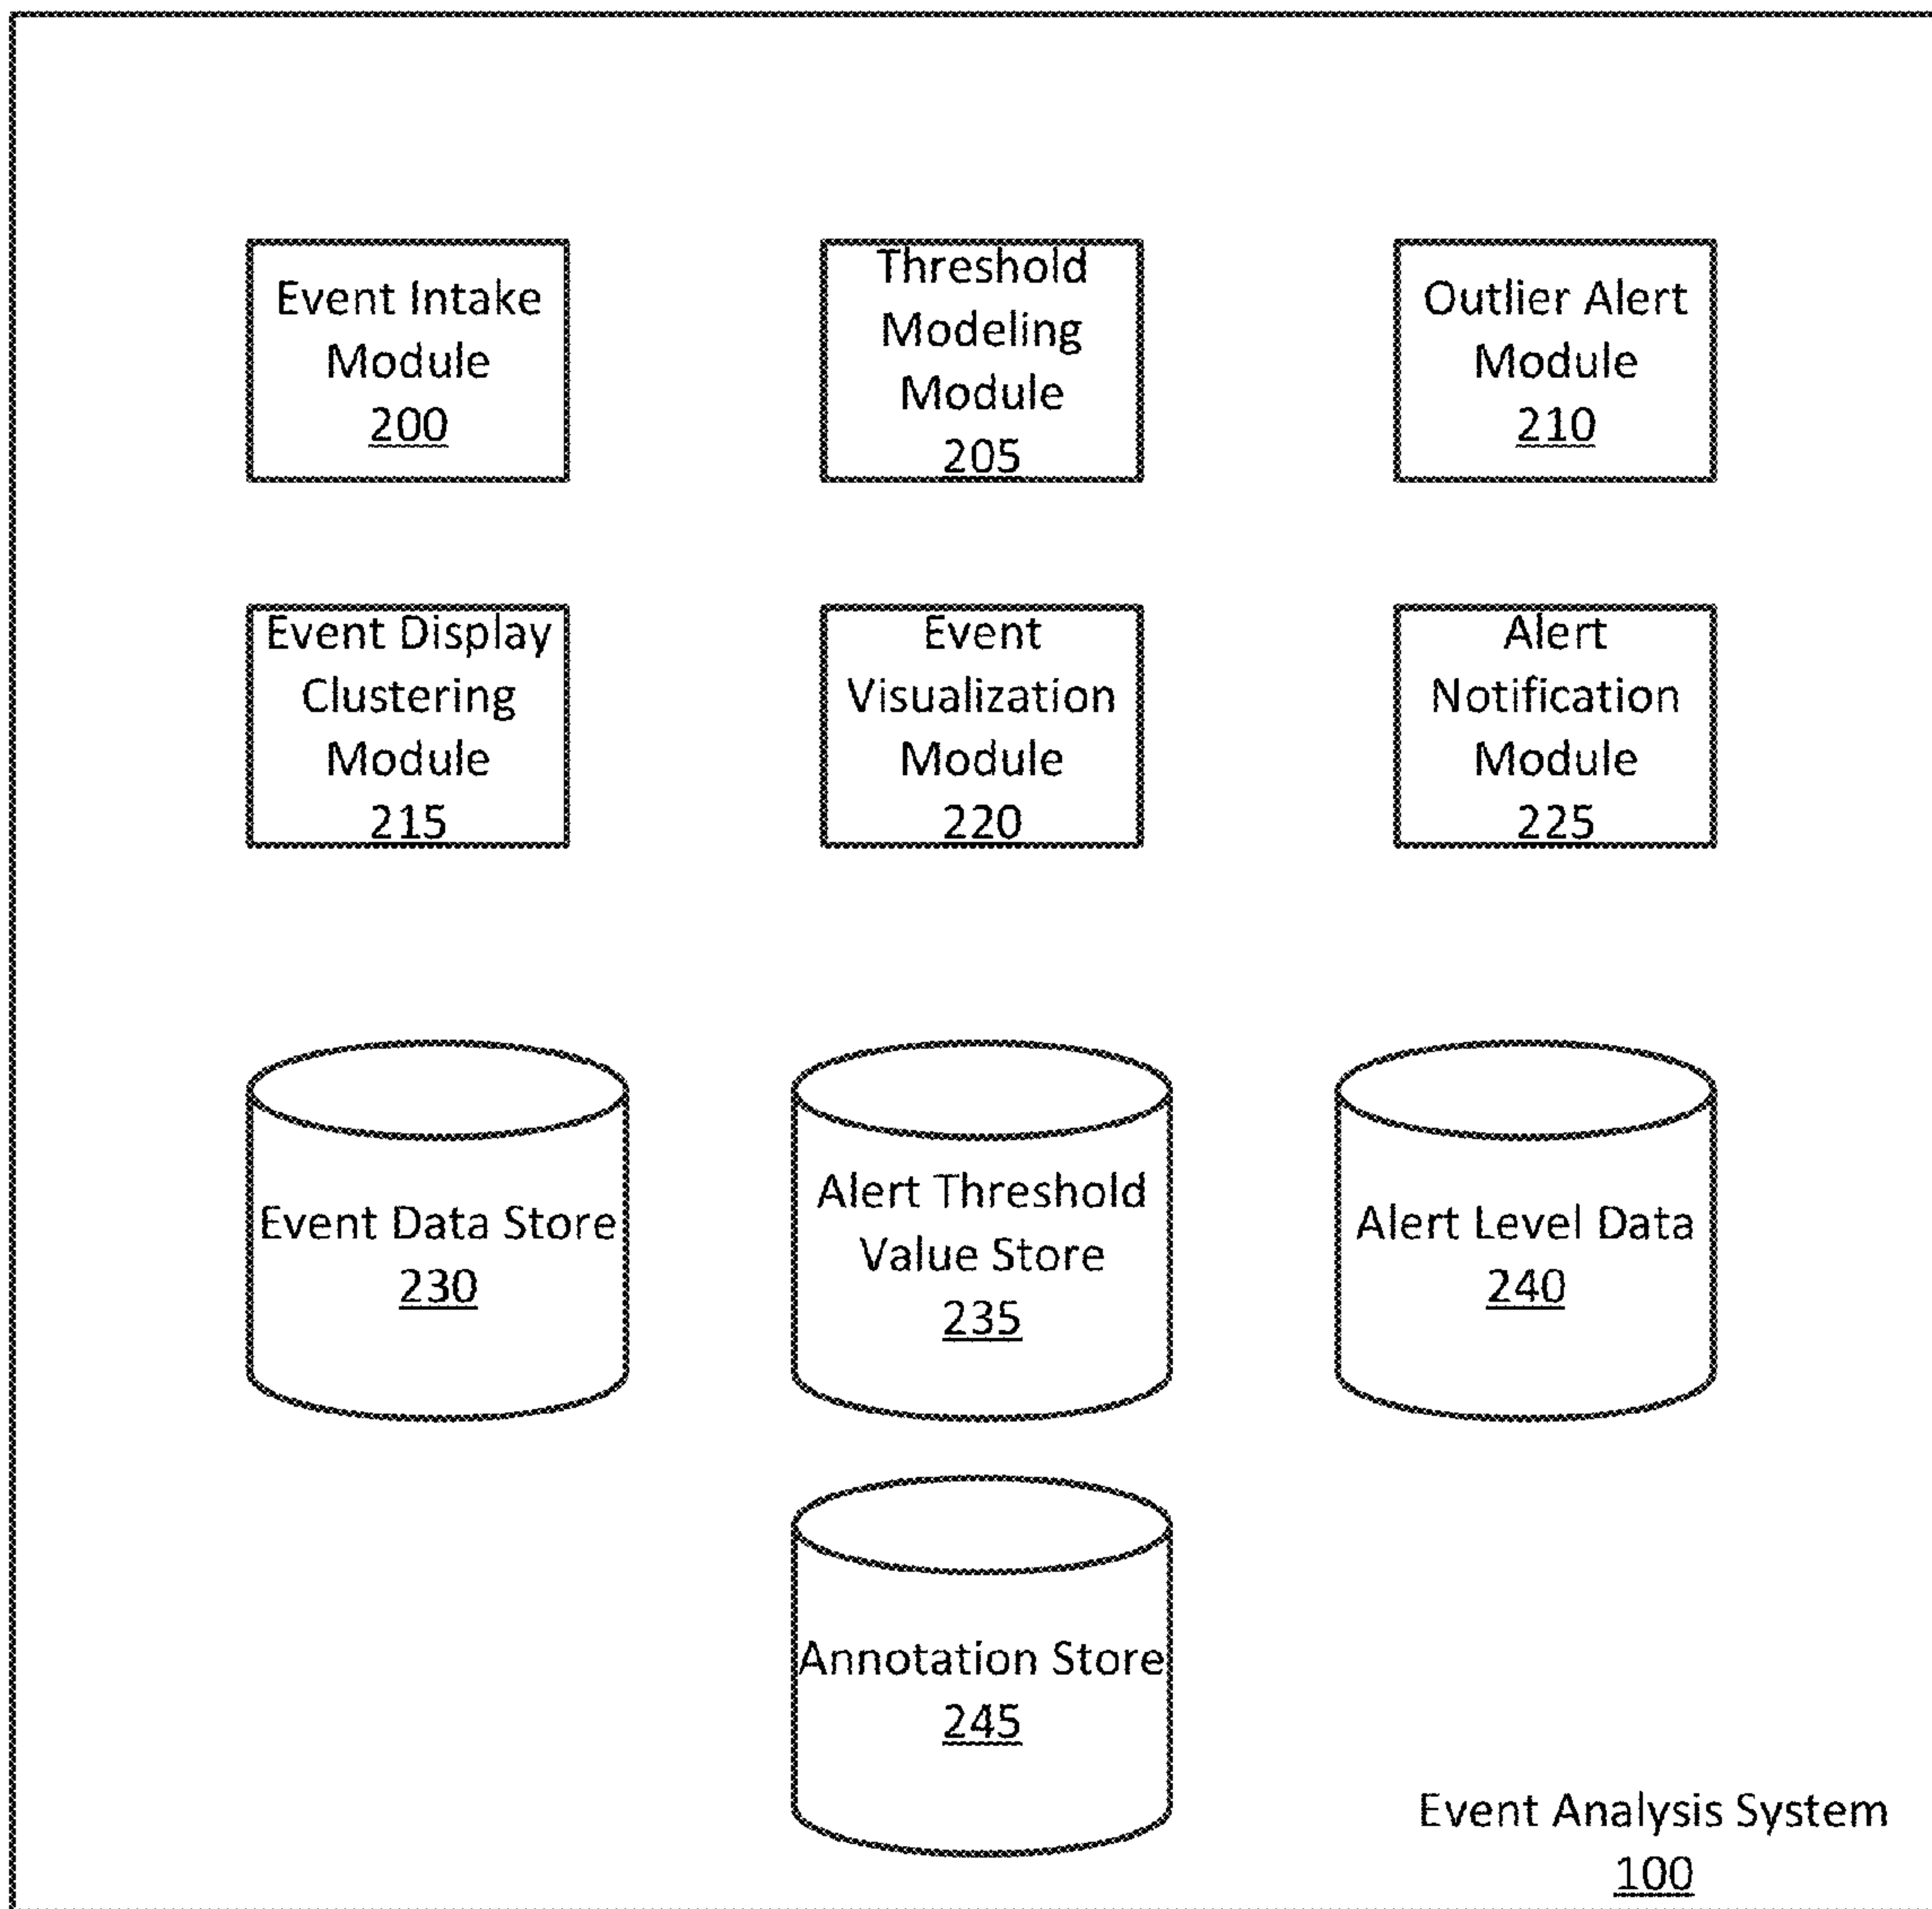 Event Intake
Module
200
Threshold
Modeling
Module
205
Outlier Alert
Module
210
Event Display
Clustering
Module
215
Event
Visualization
Module
220
Alert
Notification
Module
225
Event Data Store
230
Alert Threshold
Value Store
235
Alert Level Data
240
Annotation Store
245
Event Analysis System
100